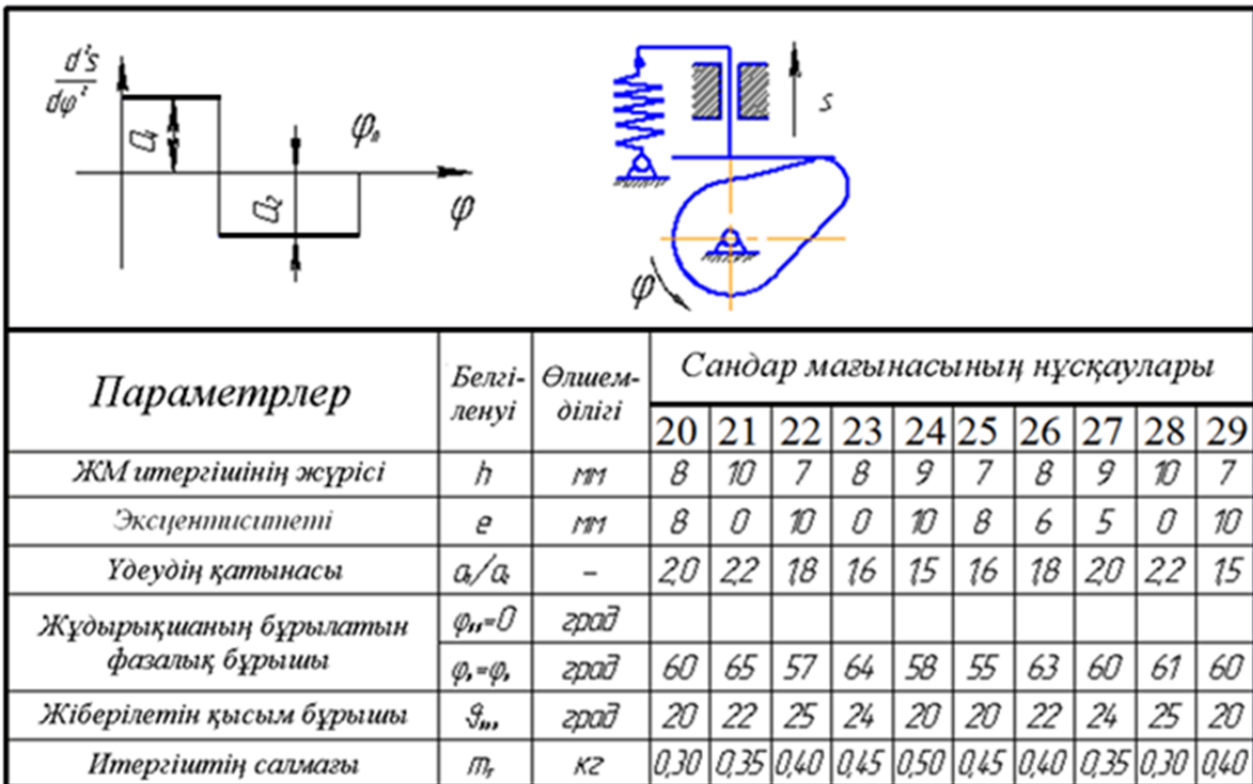 d²s
dφ²
a₁
a₂
φₙ
φ
s
φ
Параметрлер
Белгі-
ленуі
Өлшем-
ділігі
Сандар мағынасының нұсқаулары
20 21 22 23 24 25 26 27 28 29
ЖМ итергішінің жүрісі h мм 8 10 7 8 9 7 8 9 10 7
Эксцентиситеті e мм 8 0 10 0 10 8 6 5 0 10
Үдеудің қатынасы a₁/a₂ – 2,0 2,2 1,8 1,6 1,5 1,6 1,8 2,0 2,2 1,5
Жұдырықшаның бұрылатын
фазалық бұрышы
=0 град
град 60 65 57 64 58 55 63 60 61 60
Жіберілетін қысым бұрышы град 20 22 25 24 20 20 22 24 25 20
Итергіштің салмағы кг 0,30 0,35 0,40 0,45 0,50 0,45 0,40 0,35 0,30 0,40